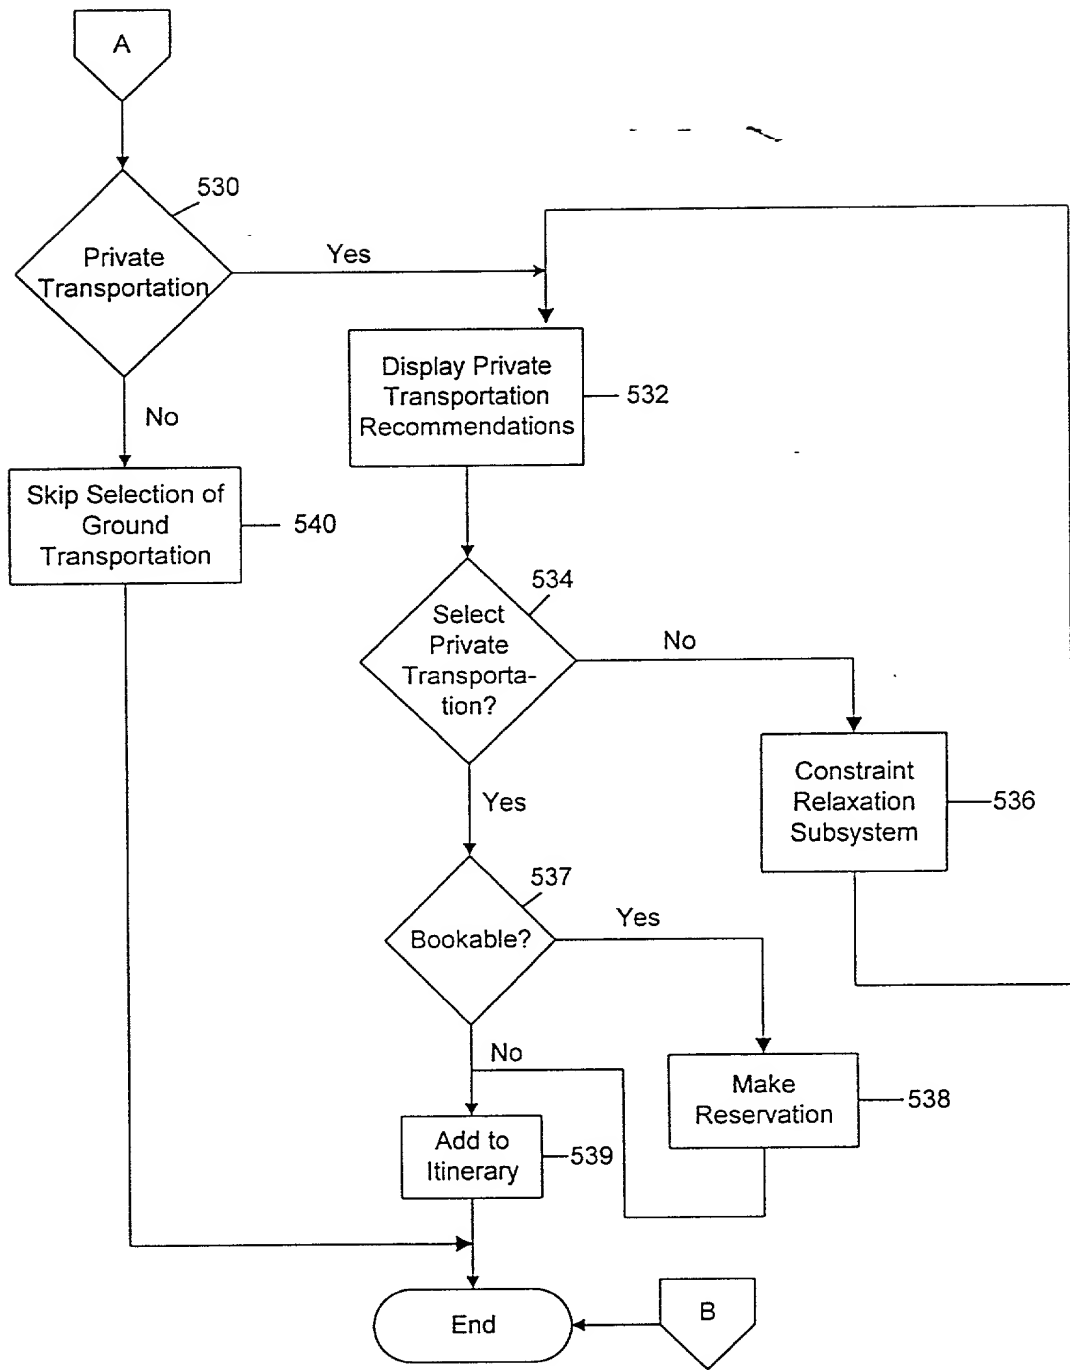 A
530
Private
Transportation
Yes
No
Display Private
Transportation
Recommendations
532
Skip Selection of
Ground
Transportation
540
534
Select
Private
Transporta-
tion?
No
Yes
Constraint
Relaxation
Subsystem
536
537
Bookable?
Yes
No
Make
Reservation
538
Add to
Itinerary
539
End
B